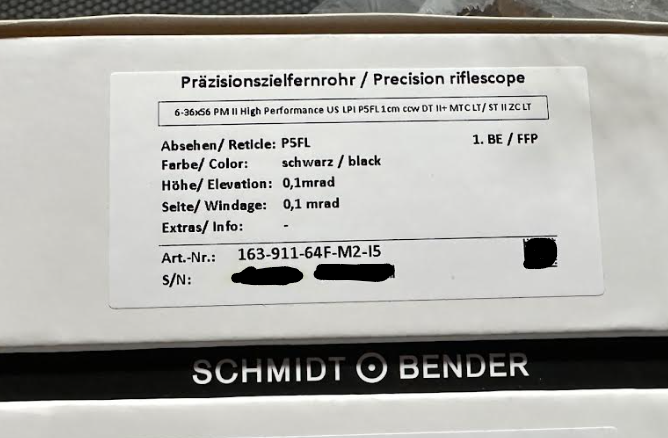 Präzisionszielfernrohr / Precision riflescope
6-36x56 PM II High Performance US LPI P5FL 1cm ccw DT II+ MTC LT/ ST II ZC LT
Absehen/ Reticle: P5FL 1. BE / FFP
Farbe/ Color: schwarz / black
Höhe/ Elevation: 0,1mrad
Seite/ Windage: 0,1 mrad
Extras/ Info: -
Art.-Nr.: 163-911-64F-M2-I5
S/N:
SCHMIDT BENDER